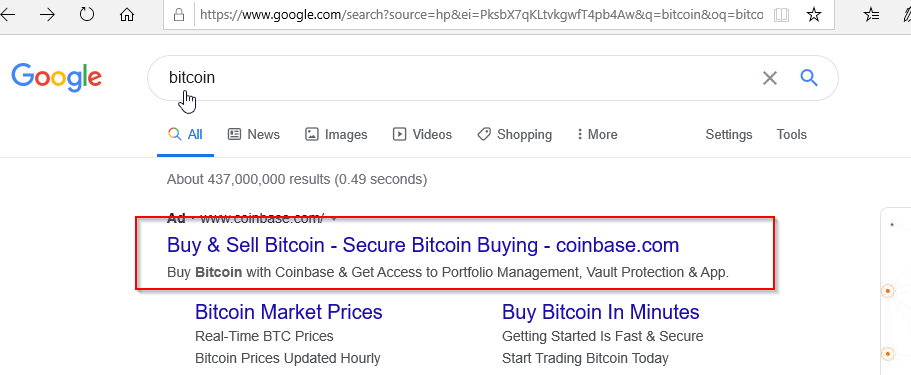 https://www.google.com/search?source=hp&ei=PksbX7qKLtvkgwfT4pb4Aw&q=bitcoin&oq=bitco
Google
bitcoin
All News Images Videos Shopping More Settings Tools
About 437,000,000 results (0.49 seconds)
Ad · www.coinbase.com/
Buy & Sell Bitcoin - Secure Bitcoin Buying - coinbase.com
Buy Bitcoin with Coinbase & Get Access to Portfolio Management, Vault Protection & App.
Bitcoin Market Prices
Real-Time BTC Prices
Bitcoin Prices Updated Hourly
Buy Bitcoin In Minutes
Getting Started Is Fast & Secure
Start Trading Bitcoin Today